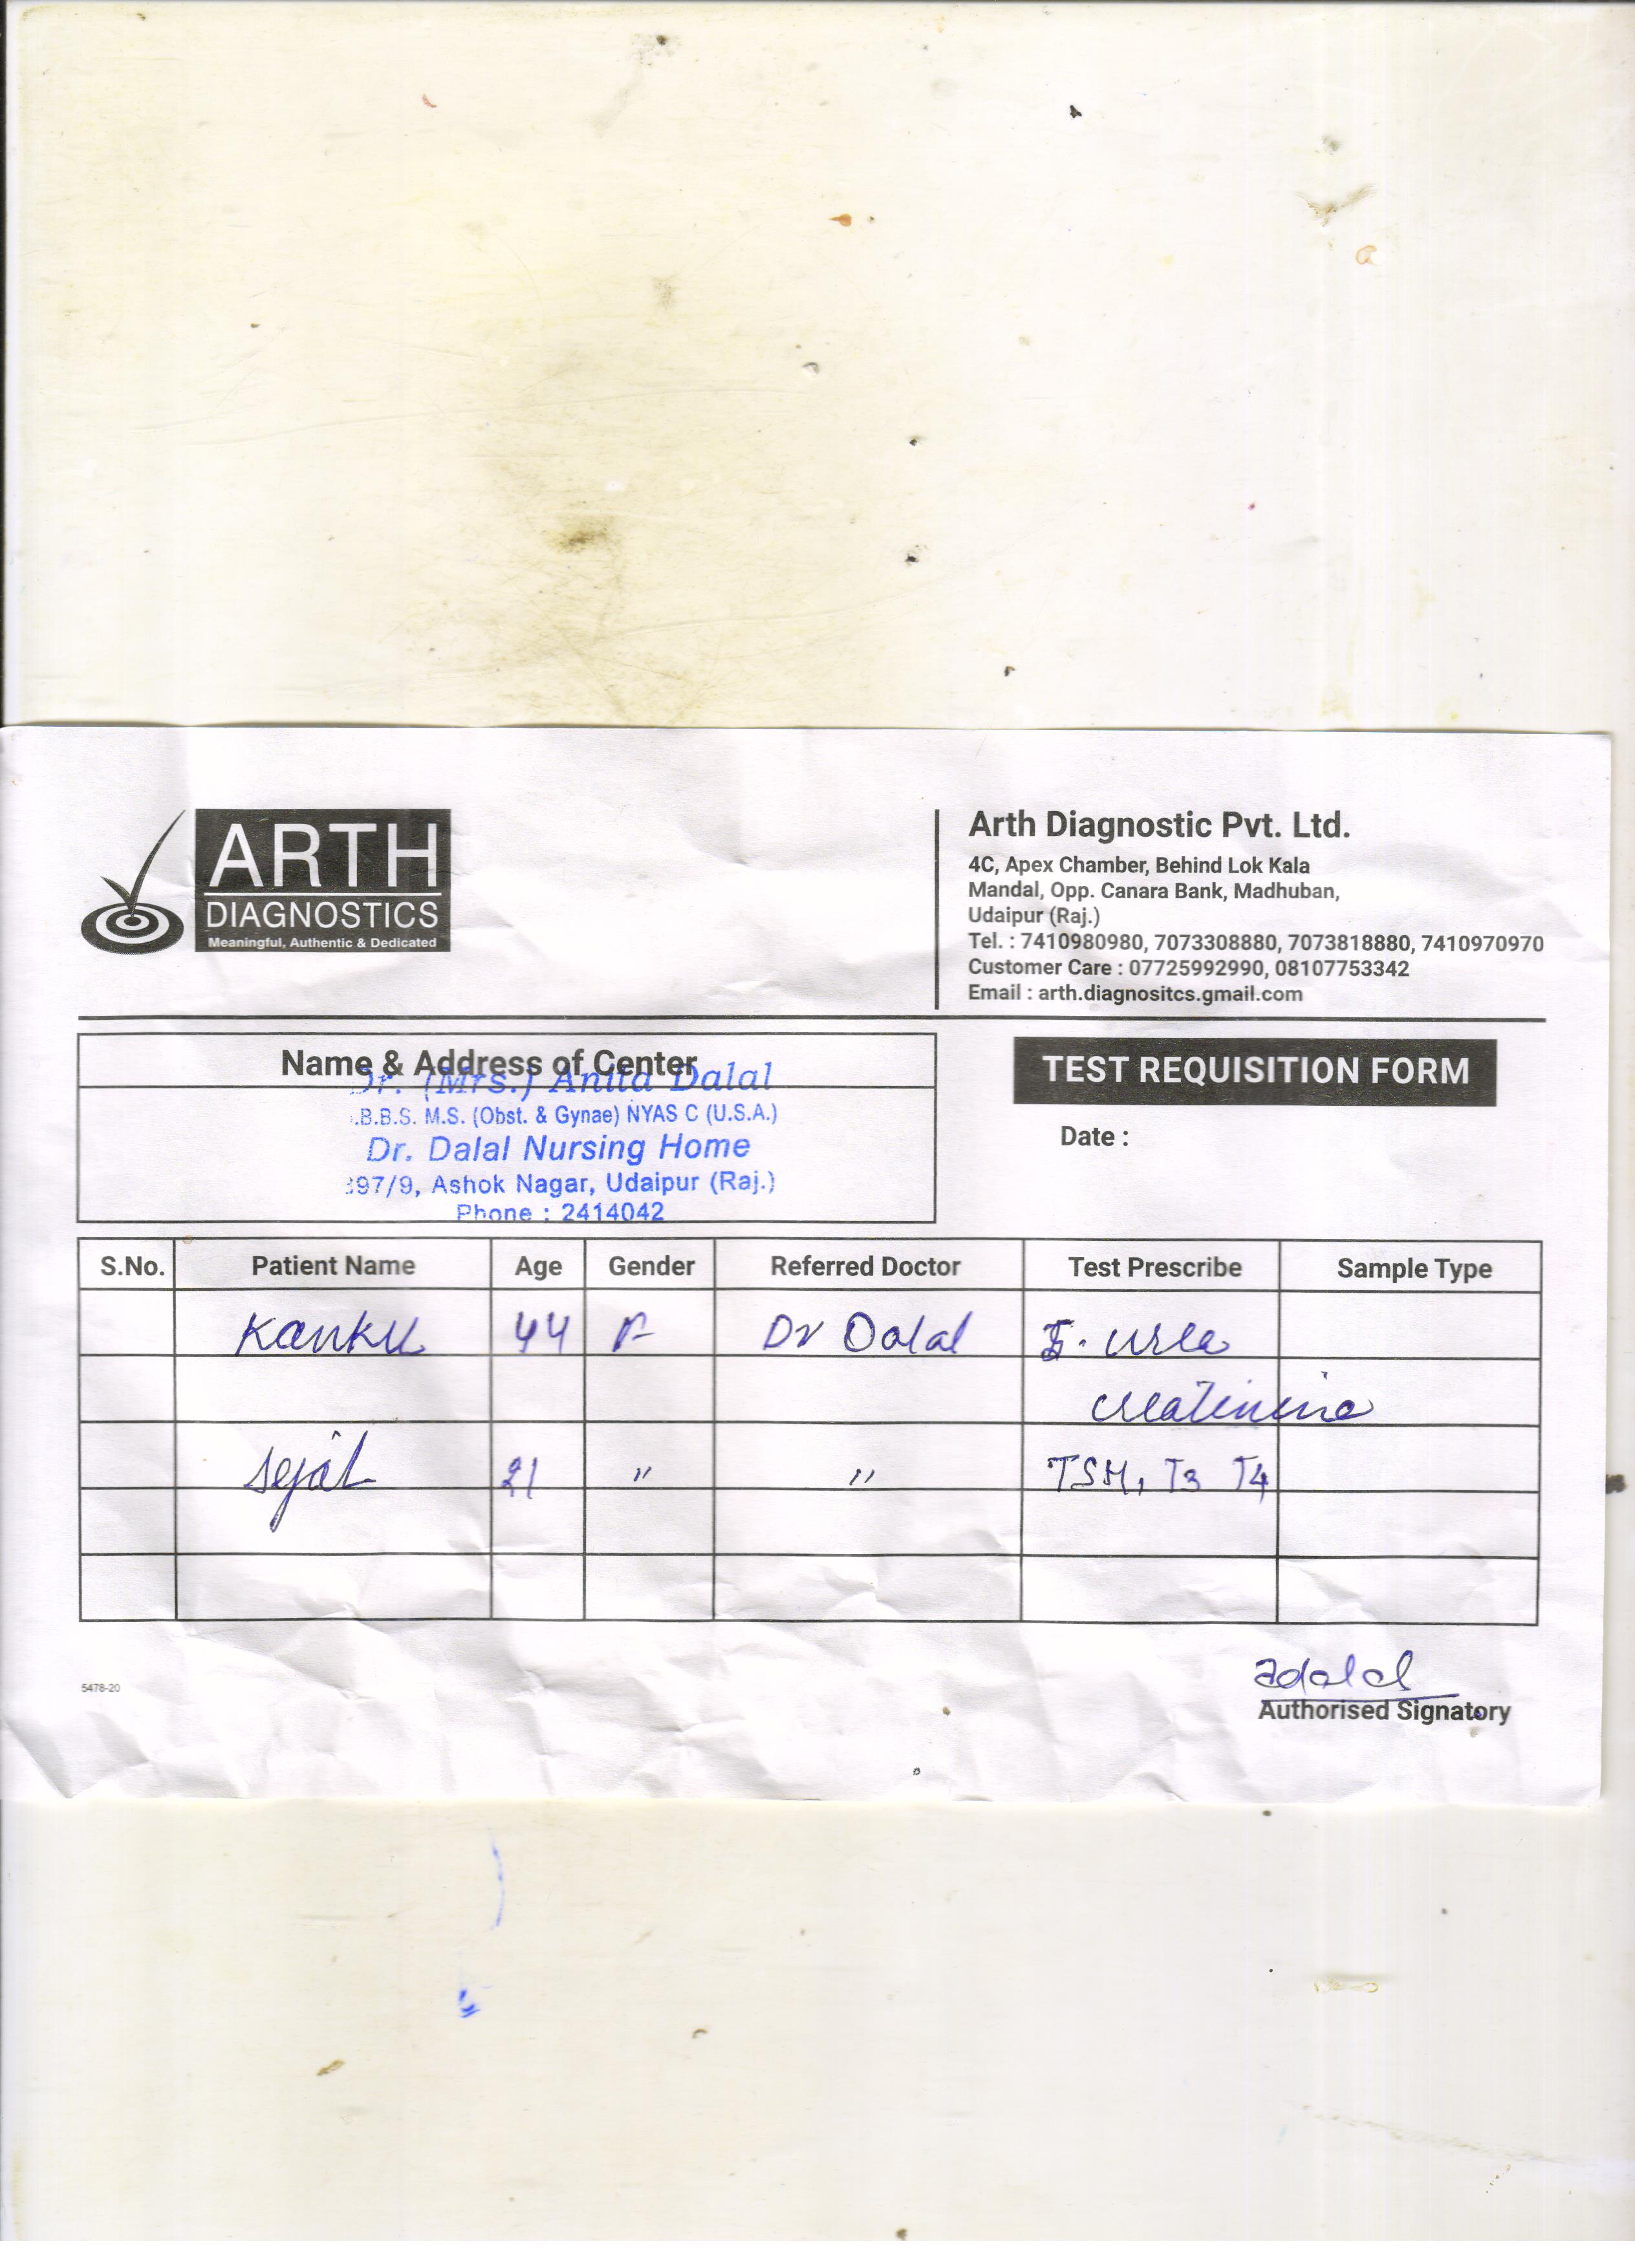 ARTH
DIAGNOSTICS
Meaningful, Authentic & Dedicated
Arth Diagnostic Pvt. Ltd.
4C, Apex Chamber, Behind Lok Kala
Mandal, Opp. Canara Bank, Madhuban,
Udaipur (Raj.)
Tel. : 7410980980, 7073308880, 7073818880, 7410970970
Customer Care : 07725992990, 08107753342
Email : arth.diagnositcs.gmail.com
Name & Address of Center
Dr. (Mrs.) Anita Dalal
.B.B.S. M.S. (Obst. & Gynae) NYAS C (U.S.A.)
Dr. Dalal Nursing Home
397/9, Ashok Nagar, Udaipur (Raj.)
Phone : 2414042
TEST REQUISITION FORM
Date :
S.No. Patient Name Age Gender Referred Doctor Test Prescribe Sample Type
Kanku 44 F Dr Dalal S. Urea
creatinine
Sejal 21 " " TSH, T3 T4
adalal
5478-20
Authorised Signatory